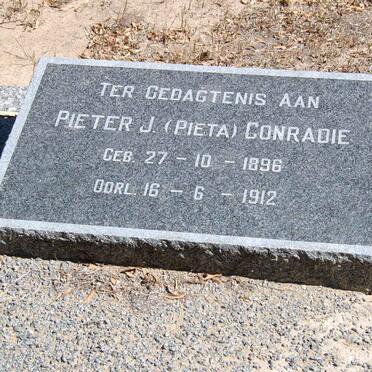 TER GEDAGTENIS AAN
PIETER J. (PIETA) CONRADIE
GEB. 27 - 10 - 1896
OORL. 16 - 6 - 1912